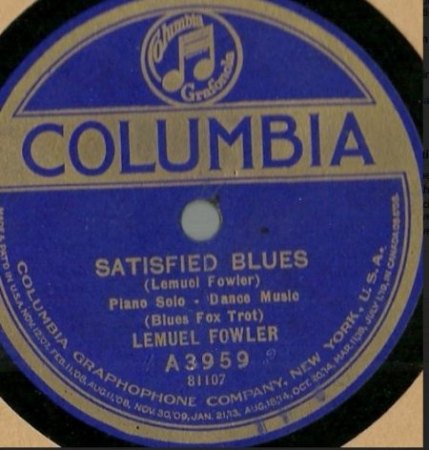 Columbia
Grafonola
COLUMBIA
SATISFIED BLUES
(Lemuel Fowler)
Piano Solo - Dance Music
(Blues Fox Trot)
LEMUEL FOWLER
A3959
81107
COLUMBIA GRAPHOPHONE COMPANY, NEW YORK, U.S.A.